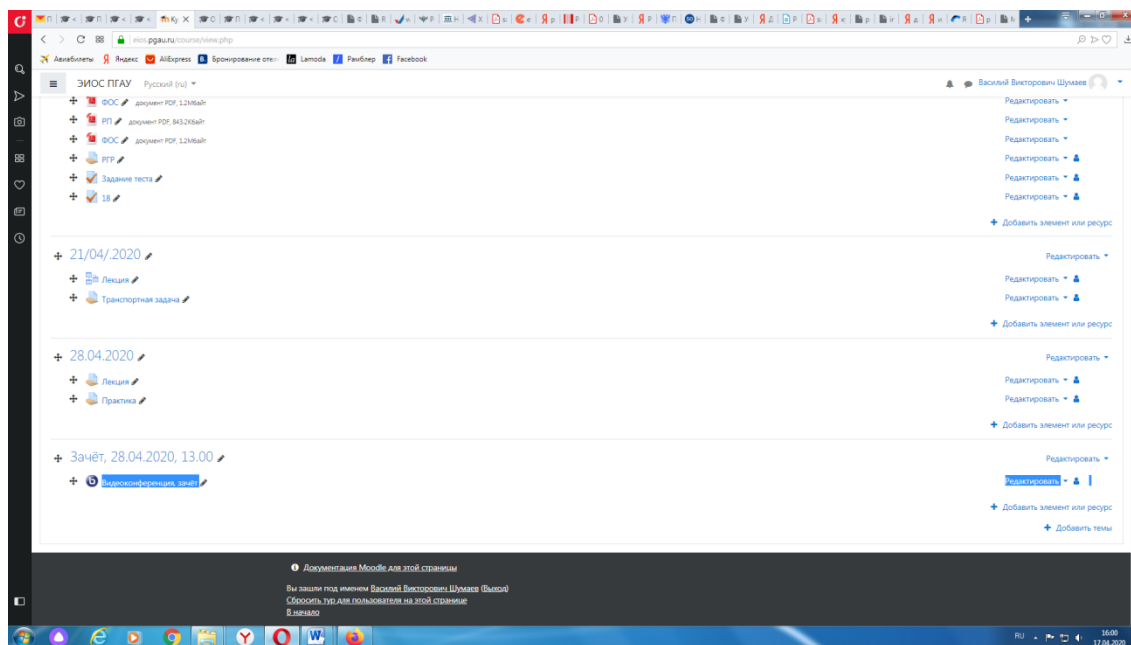 eios.pgau.ru/course/view.php
Авиабилеты Яндекс AliExpress Бронирование отел Lamoda Рамблер Facebook
ЭИОС ПГАУ Русский (ru) Василий Викторович Шумаев
ФОС документ PDF, 1.2Мбайт Редактировать
РП документ PDF, 843.2Кбайт Редактировать
ФОС документ PDF, 1.2Мбайт Редактировать
РГР Редактировать
Задание теста Редактировать
18 Редактировать
Добавить элемент или ресурс
21/04/.2020 Редактировать
Лекция Редактировать
Транспортная задача Редактировать
Добавить элемент или ресурс
28.04.2020 Редактировать
Лекция Редактировать
Практика Редактировать
Добавить элемент или ресурс
Зачёт, 28.04.2020, 13.00 Редактировать
Видеоконференция, зачёт Редактировать
Добавить элемент или ресурс
Добавить темы
Документация Moodle для этой страницы
Вы зашли под именем Василий Викторович Шумаев (Выход)
Сбросить тур для пользователя на этой странице
В начало
RU 16:00
17.04.2020